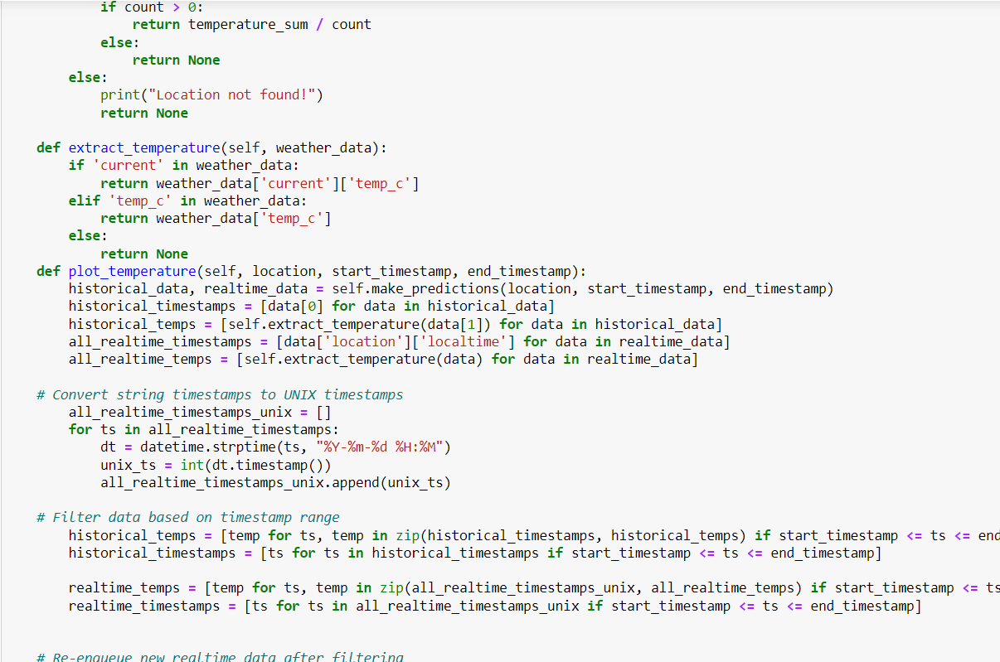 if count > 0:
                return temperature_sum / count
            else:
                return None
        else:
            print("Location not found!")
            return None

    def extract_temperature(self, weather_data):
        if 'current' in weather_data:
            return weather_data['current']['temp_c']
        elif 'temp_c' in weather_data:
            return weather_data['temp_c']
        else:
            return None
    def plot_temperature(self, location, start_timestamp, end_timestamp):
        historical_data, realtime_data = self.make_predictions(location, start_timestamp, end_timestamp)
        historical_timestamps = [data[0] for data in historical_data]
        historical_temps = [self.extract_temperature(data[1]) for data in historical_data]
        all_realtime_timestamps = [data['location']['localtime'] for data in realtime_data]
        all_realtime_temps = [self.extract_temperature(data) for data in realtime_data]

    # Convert string timestamps to UNIX timestamps
        all_realtime_timestamps_unix = []
        for ts in all_realtime_timestamps:
            dt = datetime.strptime(ts, "%Y-%m-%d %H:%M")
            unix_ts = int(dt.timestamp())
            all_realtime_timestamps_unix.append(unix_ts)

    # Filter data based on timestamp range
        historical_temps = [temp for ts, temp in zip(historical_timestamps, historical_temps) if start_timestamp <= ts <= end
        historical_timestamps = [ts for ts in historical_timestamps if start_timestamp <= ts <= end_timestamp]

        realtime_temps = [temp for ts, temp in zip(all_realtime_timestamps_unix, all_realtime_temps) if start_timestamp <= ts
        realtime_timestamps = [ts for ts in all_realtime_timestamps_unix if start_timestamp <= ts <= end_timestamp]

    # Re-enqueue new realtime data after filtering